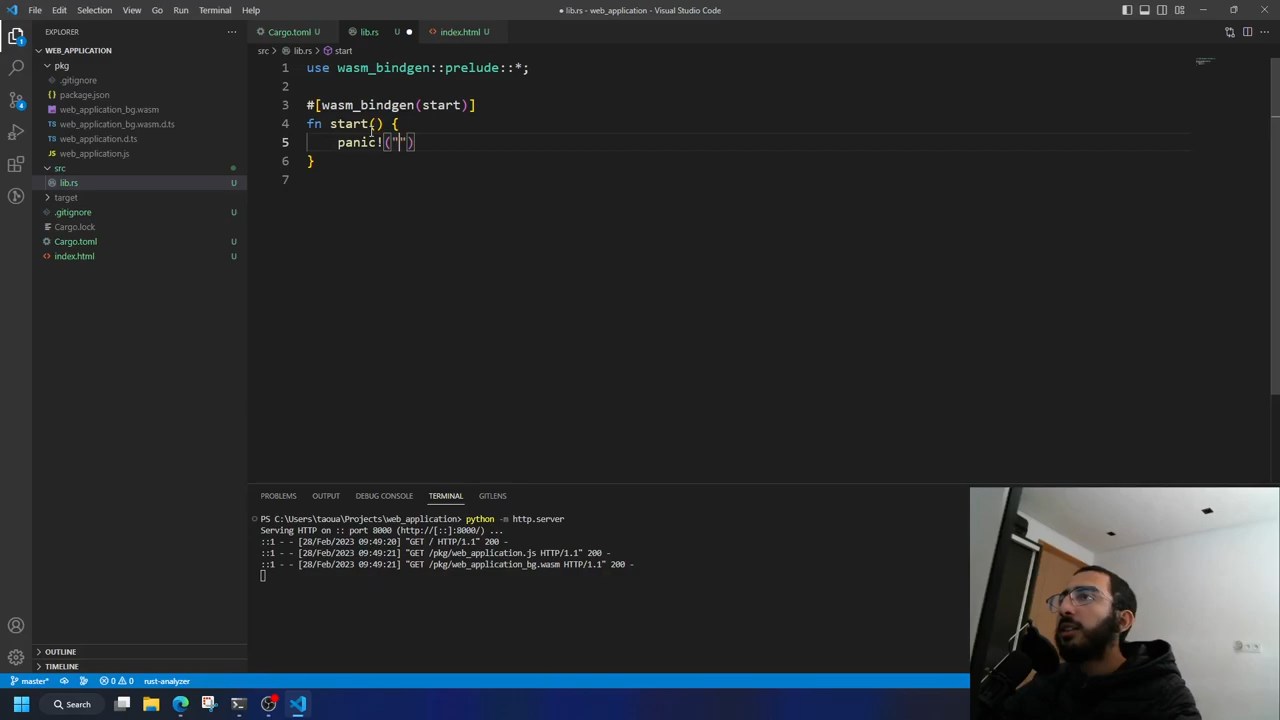 File Edit Selection View Go Run Terminal Help
● lib.rs - web_application - Visual Studio Code
EXPLORER
WEB_APPLICATION
pkg
.gitignore
package.json
web_application_bg.wasm
web_application_bg.wasm.d.ts
web_application.d.ts
web_application.js
src
lib.rs U
target
.gitignore U
Cargo.lock
Cargo.toml U
index.html U
OUTLINE
TIMELINE
Cargo.toml U lib.rs U ● index.html U
src > lib.rs > start
1 use wasm_bindgen::prelude::*;
2
3 #[wasm_bindgen(start)]
4 fn start() {
5 panic!("")
6 }
7
PROBLEMS OUTPUT DEBUG CONSOLE TERMINAL GITLENS
PS C:\Users\taoua\Projects\web_application> python -m http.server
Serving HTTP on :: port 8000 (http://[::]:8000/) ...
::1 - - [28/Feb/2023 09:49:20] "GET / HTTP/1.1" 200 -
::1 - - [28/Feb/2023 09:49:21] "GET /pkg/web_application.js HTTP/1.1" 200 -
::1 - - [28/Feb/2023 09:49:21] "GET /pkg/web_application_bg.wasm HTTP/1.1" 200 -
master* 0 0 rust-analyzer
Search